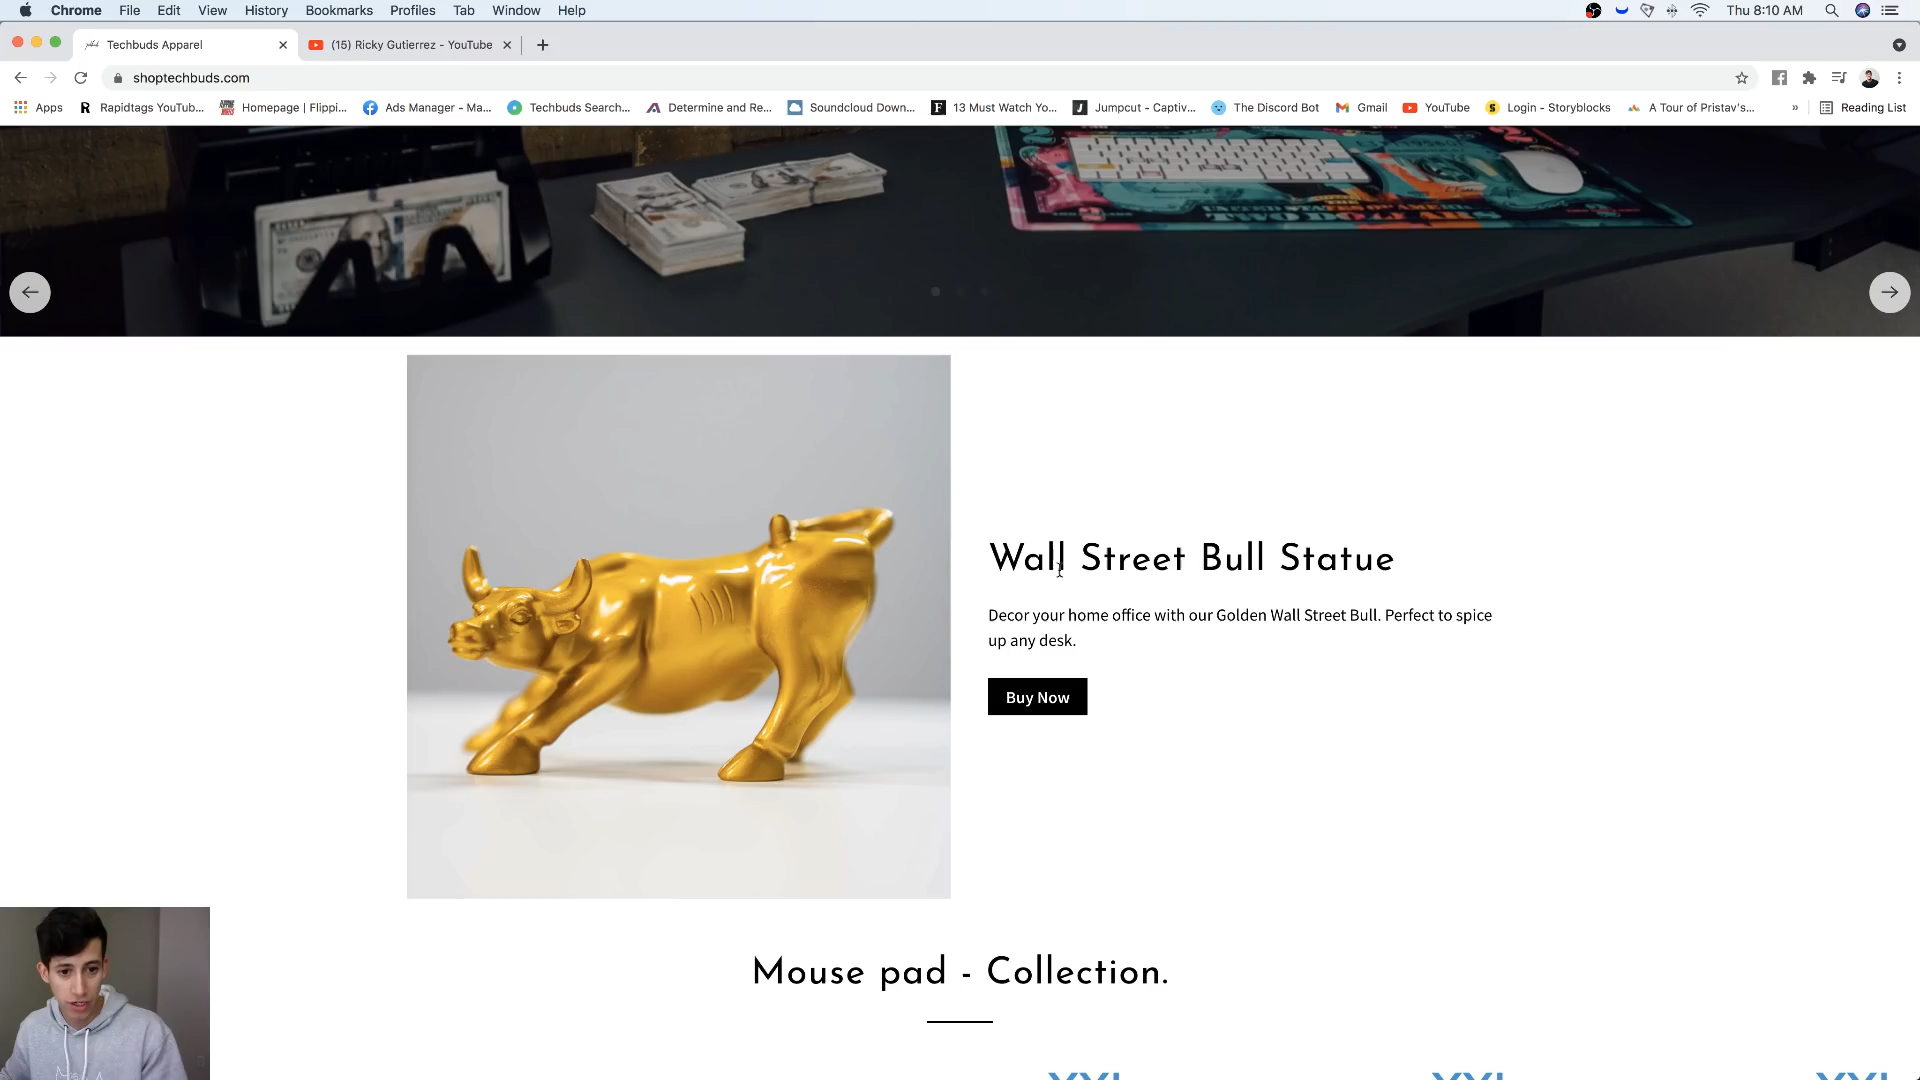 Chrome File Edit View History Bookmarks Profiles Tab Window Help Thu 8:10 AM
Techbuds Apparel (15) Ricky Gutierrez - YouTube
shoptechbuds.com
Apps R Rapidtags YouTub... Homepage | Flippi... Ads Manager - Ma... Techbuds Search... Determine and Re... Soundcloud Down... F 13 Must Watch Yo... J Jumpcut - Captiv... The Discord Bot Gmail YouTube S Login - Storyblocks A Tour of Pristav's... » Reading List
Wall Street Bull Statue
Decor your home office with our Golden Wall Street Bull. Perfect to spice
up any desk.
Buy Now
Mouse pad - Collection.
XXL XXL XXL